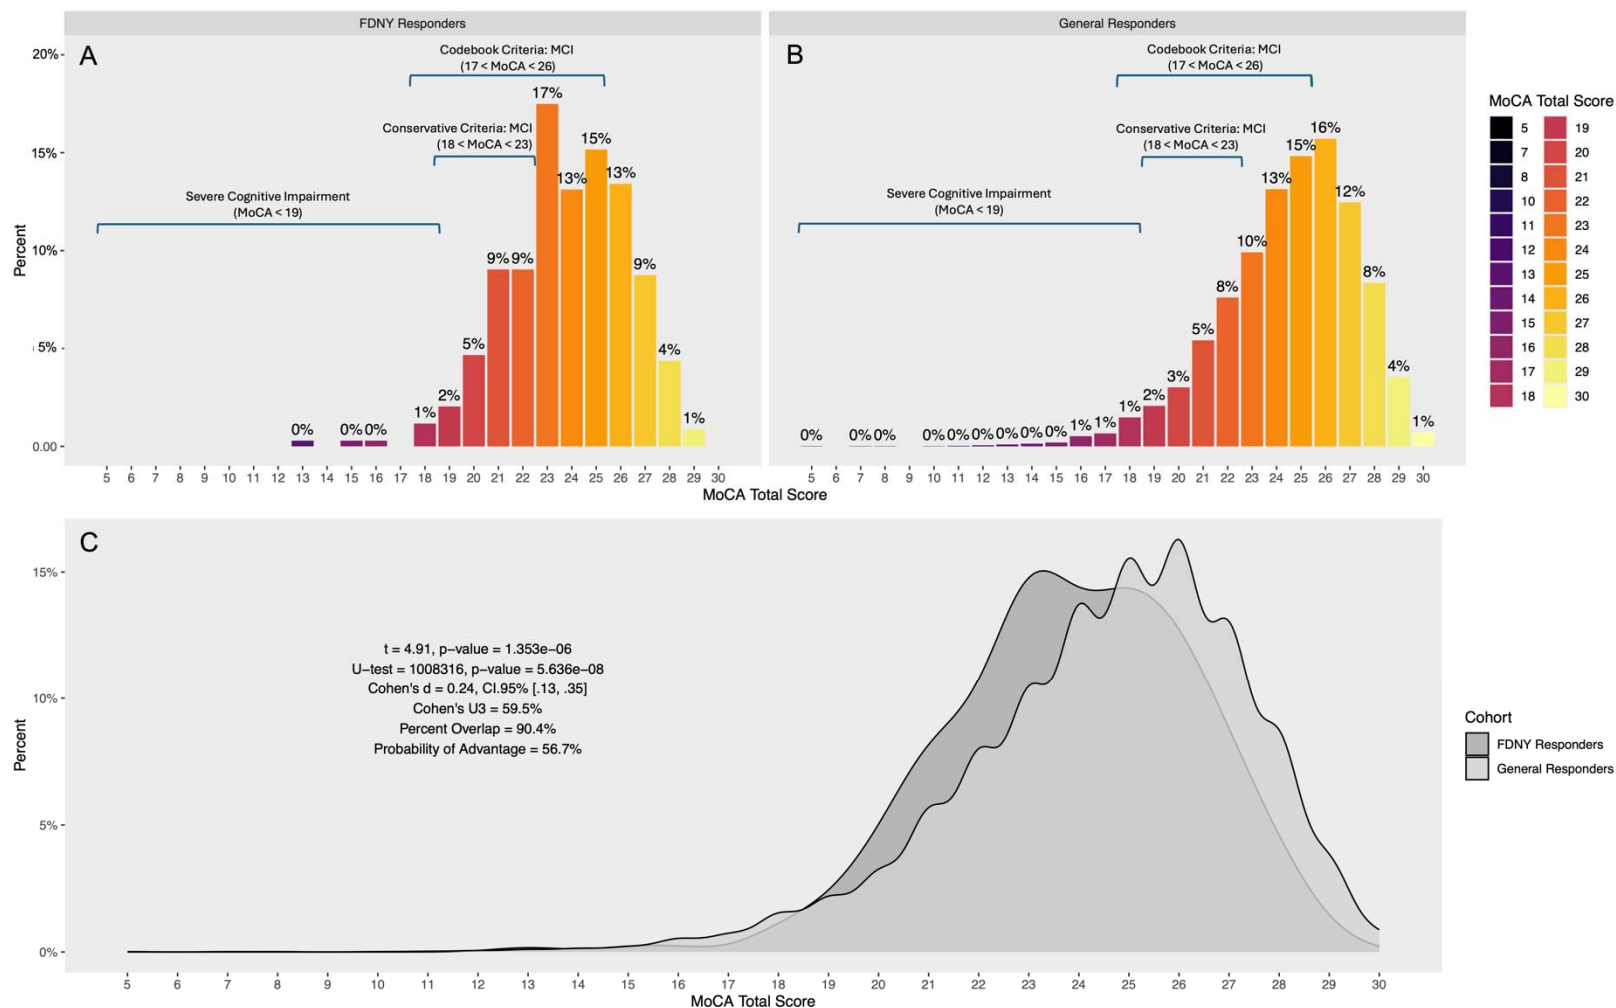 FDNY Responders
A
Codebook Criteria: MCI
(17 < MoCA < 26)
Conservative Criteria: MCI
(18 < MoCA < 23)
Severe Cognitive Impairment
(MoCA < 19)
20%
15%
10%
5%
0.00
Percent
0% 0% 0% 1% 2% 5% 9% 9% 17% 13% 15% 13% 9% 4% 1%
5 6 7 8 9 10 11 12 13 14 15 16 17 18 19 20 21 22 23 24 25 26 27 28 29 30
General Responders
B
Codebook Criteria: MCI
(17 < MoCA < 26)
Conservative Criteria: MCI
(18 < MoCA < 23)
Severe Cognitive Impairment
(MoCA < 19)
0% 0% 0% 0% 0% 0% 0% 0% 0% 1% 1% 1% 2% 3% 5% 8% 10% 13% 15% 16% 12% 8% 4% 1%
5 6 7 8 9 10 11 12 13 14 15 16 17 18 19 20 21 22 23 24 25 26 27 28 29 30
MoCA Total Score
MoCA Total Score
5 19
7 20
8 21
10 22
11 23
12 24
13 25
14 26
15 27
16 28
17 29
18 30
C
15%
10%
5%
0%
Percent
t = 4.91, p-value = 1.353e-06
U-test = 1008316, p-value = 5.636e-08
Cohen's d = 0.24, CI.95% [.13, .35]
Cohen's U3 = 59.5%
Percent Overlap = 90.4%
Probability of Advantage = 56.7%
5 6 7 8 9 10 11 12 13 14 15 16 17 18 19 20 21 22 23 24 25 26 27 28 29 30
MoCA Total Score
Cohort
FDNY Responders
General Responders